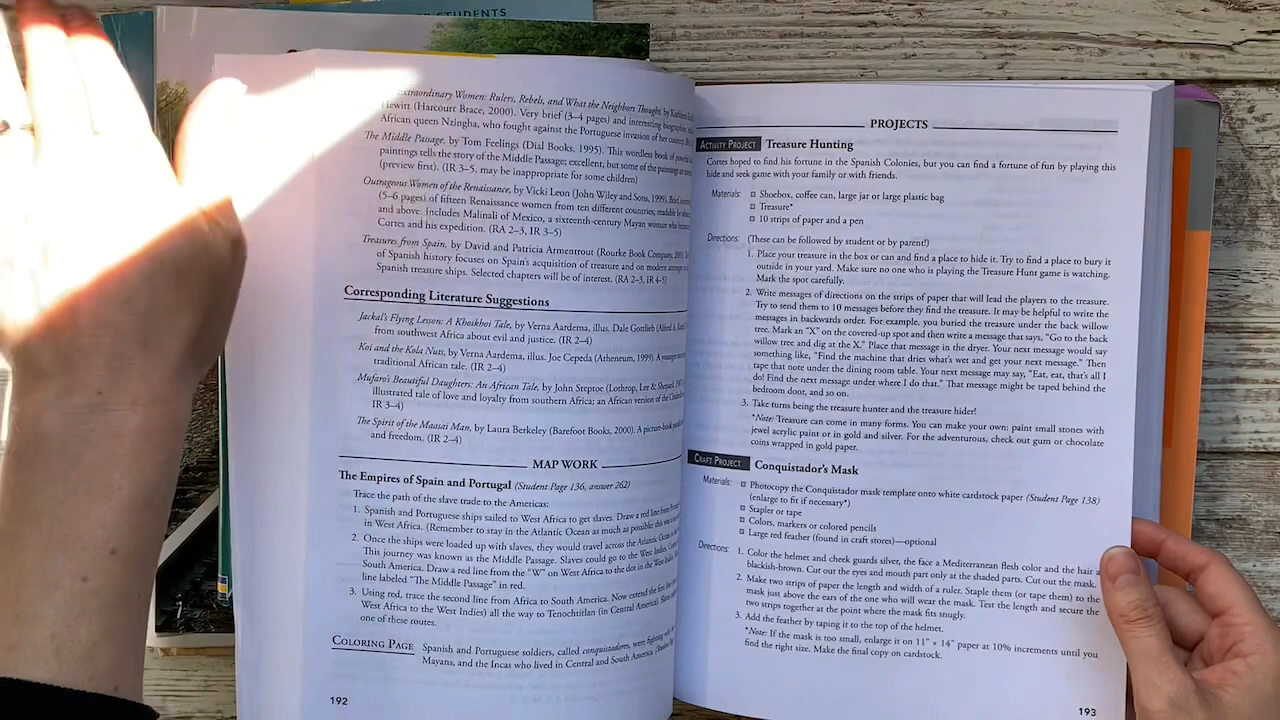 STUDENTS
Extraordinary Women: Rulers, Rebels, and What the Neighbors Thought, by Kathleen
(Harcourt Brace, 2000). Very brief (3–4 pages) and interesting
African queen Nzingha, who fought against the Portuguese invasion of her
The Middle Passage, by Tom Feelings (Dial Books, 1995). This wordless book of
paintings tells the story of the Middle Passage; excellent, but some of the paintings
(preview first). (IR 3–5, may be inappropriate for some children)
Outrageous Women of the Renaissance, by Vicki Leon (John Wiley and Sons, 1999). Brief,
(5–6 pages) of fifteen Renaissance women from ten different countries; readable by
and above. Includes Malinali of Mexico, a sixteenth-century Mayan woman who
Cortes and his expedition. (RA 2–3, IR 3–5)
Treasures from Spain, by David and Patricia Armentrout (Rourke Book Company,
of Spanish history focuses on Spain's acquisition of treasure and on modern
Spanish treasure ships. Selected chapters will be of interest. (RA 2–3, IR 4–5)
Corresponding Literature Suggestions
Jackal's Flying Lesson: A Khoikhoi Tale, by Verna Aardema, illus. Dale Gottlieb (Alfred A.
from southwest Africa about evil and justice. (IR 2–4)
Koi and the Kola Nuts, by Verna Aardema, illus. Joe Cepeda (Atheneum, 1999). A younger
traditional African tale. (IR 2–4)
Mufaro's Beautiful Daughters: An African Tale, by John Steptoe (Lothrop, Lee & Shepard,
illustrated tale of love and loyalty from southern Africa; an African version of the
IR 3–4)
The Spirit of the Maasai Man, by Laura Berkeley (Barefoot Books, 2000). A picture-book
and freedom. (IR 2–4)
MAP WORK
The Empires of Spain and Portugal (Student Page 136, answer 262)
Trace the path of the slave trade to the Americas.
1. Spanish and Portuguese ships sailed to West Africa to get slaves. Draw a red line from
in West Africa. (Remember to stay in the Atlantic Ocean as much as possible; this
2. Once the ships were loaded up with slaves, they would travel across the Atlantic Ocean
This journey was known as the Middle Passage. Slaves could go to the West Indies,
South America. Draw a red line from the "W" on West Africa to the dot in the West Indies.
line labeled "The Middle Passage" in red.
3. Using red, trace the second line from Africa to South America. Now extend the first line
West Africa to the West Indies) all the way to Tenochtitlan (in Central America).
one of these routes.
COLORING PAGE Spanish and Portuguese soldiers, called conquistadores, were fighting
Mayans, and the Incas who lived in Central and South America.
192
PROJECTS
ACTIVITY PROJECT Treasure Hunting
Cortes hoped to find his fortune in the Spanish Colonies, but you can find a fortune of fun by playing this
hide and seek game with your family or with friends.
Materials: □ Shoebox, coffee can, large jar or large plastic bag
□ Treasure*
□ 10 strips of paper and a pen
Directions: (These can be followed by student or by parent!)
1. Place your treasure in the box or can and find a place to hide it. Try to find a place to bury it
outside in your yard. Make sure no one who is playing the Treasure Hunt game is watching.
Mark the spot carefully.
2. Write messages of directions on the strips of paper that will lead the players to the treasure.
Try to send them to 10 messages before they find the treasure. It may be helpful to write the
messages in backwards order. For example, you buried the treasure under the back willow
tree. Mark an "X" on the covered-up spot and then write a message that says, "Go to the back
willow tree and dig at the X." Place that message in the dryer. Your next message would say
something like, "Find the machine that dries what's wet and get your next message." Then
tape that note under the dining room table. Your next message may say, "Eat, eat, that's all I
do! Find the next message under where I do that." That message might be taped behind the
bedroom door, and so on.
3. Take turns being the treasure hunter and the treasure hider!
*Note: Treasure can come in many forms. You can make your own: paint small stones with
jewel acrylic paint or in gold and silver. For the adventurous, check out gum or chocolate
coins wrapped in gold paper.
CRAFT PROJECT Conquistador's Mask
Materials: □ Photocopy the Conquistador mask template onto white cardstock paper (Student Page 138)
(enlarge to fit if necessary*)
□ Stapler or tape
□ Colors, markers or colored pencils
□ Large red feather (found in craft stores)—optional
Directions: 1. Color the helmet and cheek guards silver, the face a Mediterranean flesh color and the hair a
blackish-brown. Cut out the eyes and mouth part only at the shaded parts. Cut out the mask.
2. Make two strips of paper the length and width of a ruler. Staple them (or tape them) to the
mask just above the ears of the one who will wear the mask. Test the length and secure the
two strips together at the point where the mask fits snugly.
3. Add the feather by taping it to the top of the helmet.
*Note: If the mask is too small, enlarge it on 11" × 14" paper at 10% increments until you
find the right size. Make the final copy on cardstock.
193